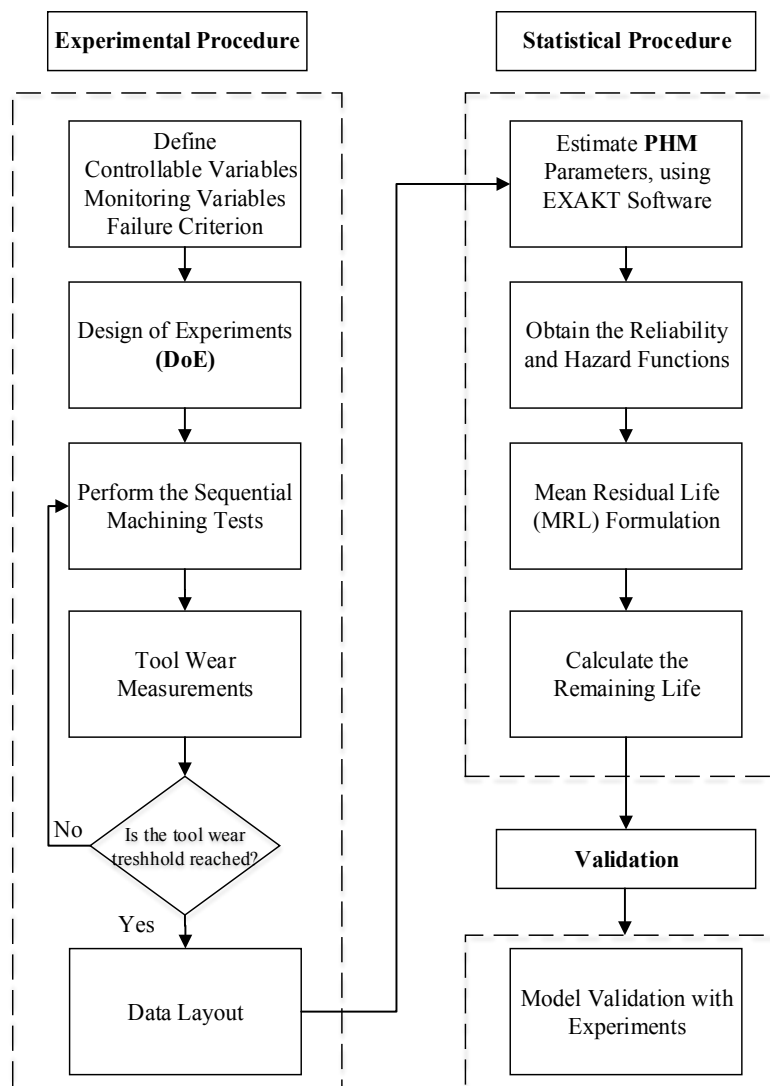 Experimental Procedure
Define
Controllable Variables
Monitoring Variables
Failure Criterion
Design of Experiments
(DoE)
Perform the Sequential
Machining Tests
Tool Wear
Measurements
Is the tool wear
treshhold reached?
No
Yes
Data Layout
Statistical Procedure
Estimate PHM
Parameters, using
EXAKT Software
Obtain the Reliability
and Hazard Functions
Mean Residual Life
(MRL) Formulation
Calculate the
Remaining Life
Validation
Model Validation with
Experiments